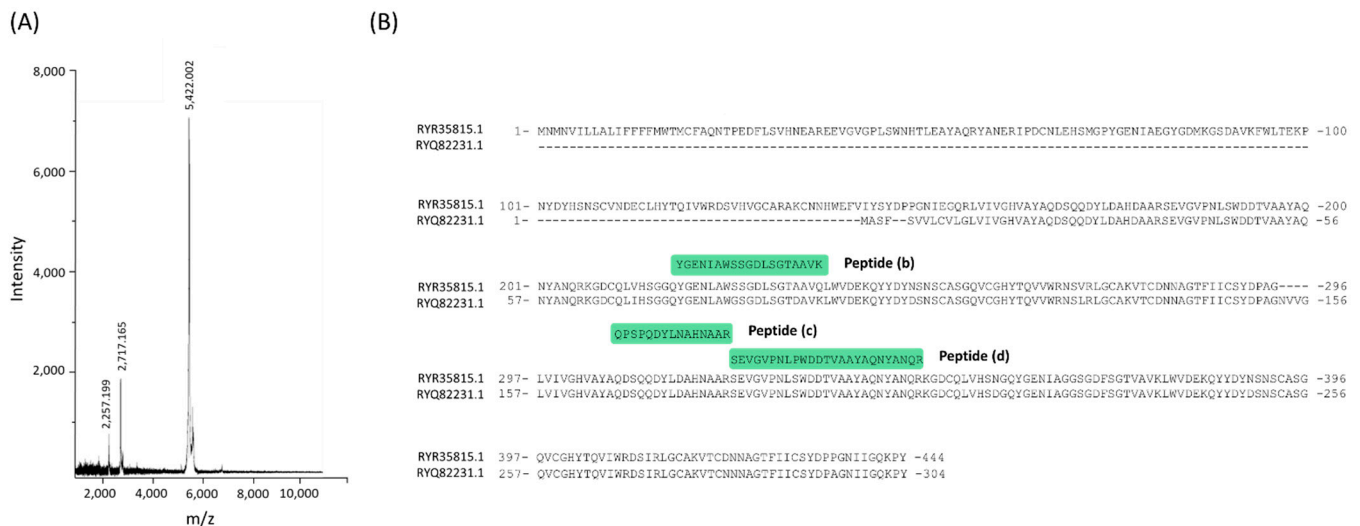 (A)
(B)
8,000
6,000
4,000
2,000
Intensity
2,257.199
2,717.165
5,422.002
2,000 4,000 6,000 8,000 10,000
m/z
RYR35815.1 1- MNMNVILLALIFFFFMWTMCFAQNTPEDFLSVHNEAREEVGVGPLSWNHTLEAYAQRYANERIPDCNLEHSMGPYGENIAEGYGDMKGSDAVKFWLTEKP -100
RYQ82231.1 ----------------------------------------------------------------------------------------------------
RYR35815.1 101- NYDYHSNSCVNDECLHYTQIVWRDSVHVGCARAKCNNHWEFVIYSYDPPGNIEGQRLVIVGHVAYAQDSQQDYLDAHDAARSEVGVPNLSWDDTVAAYAQ -200
RYQ82231.1 1 ------------------------------------------MASF--SVVLCVLGLVIVGHVAYAQDSQQDYLDAHDAARSEVGVPNLSWDDTVAAYAQ -56
YGENIAWSSGDLSGTAAVK Peptide (b)
RYR35815.1 201- NYANQRKGDCQLVHSGGQYGENLAWSSGDLSGTAAVQLWVDEKQYYDYNSNSCASGQVCGHYTQVVWRNSVRLGCAKVTCDNNAGTFIICSYDPAG---- -296
RYQ82231.1 57- NYANQRKGDCQLIHSGGQYGENLAWGSGDLSGTDAVKLWVDEKQYYDYDSNSCASGQVCGHYTQVVWRNSLRLGCAKVTCDNNAGTFIICSYDPAGNVVG -156
QPSPQDYLNAHNAAR Peptide (c)
SEVGVPNLPWDDTVAAYAQNYANQR Peptide (d)
RYR35815.1 297- LVIVGHVAYAQDSQQDYLDAHNAARSEVGVPNLSWDDTVAAYAQNYANQRKGDCQLVHSNGQYGENIAGGSGDFSGTVAVKLWVDEKQYYDYNSNSCASG -396
RYQ82231.1 157- LVIVGHVAYAQDSQQDYLDAHNAARSEVGVPNLSWDDTVAAYAQNYANQRKGDCQLVHSDGQYGENIAGGSGDFSGTVAVKLWVDEKQYYDYDSNSCASG -256
RYR35815.1 397- QVCGHYTQVIWRDSIRLGCAKVTCDNNAGTFIICSYDPPGNIIGQKPY -444
RYQ82231.1 257- QVCGHYTQVIWRDSIRLGCAKVTCDNNNAGTFIICSYDPPGNIIGQKPY -304